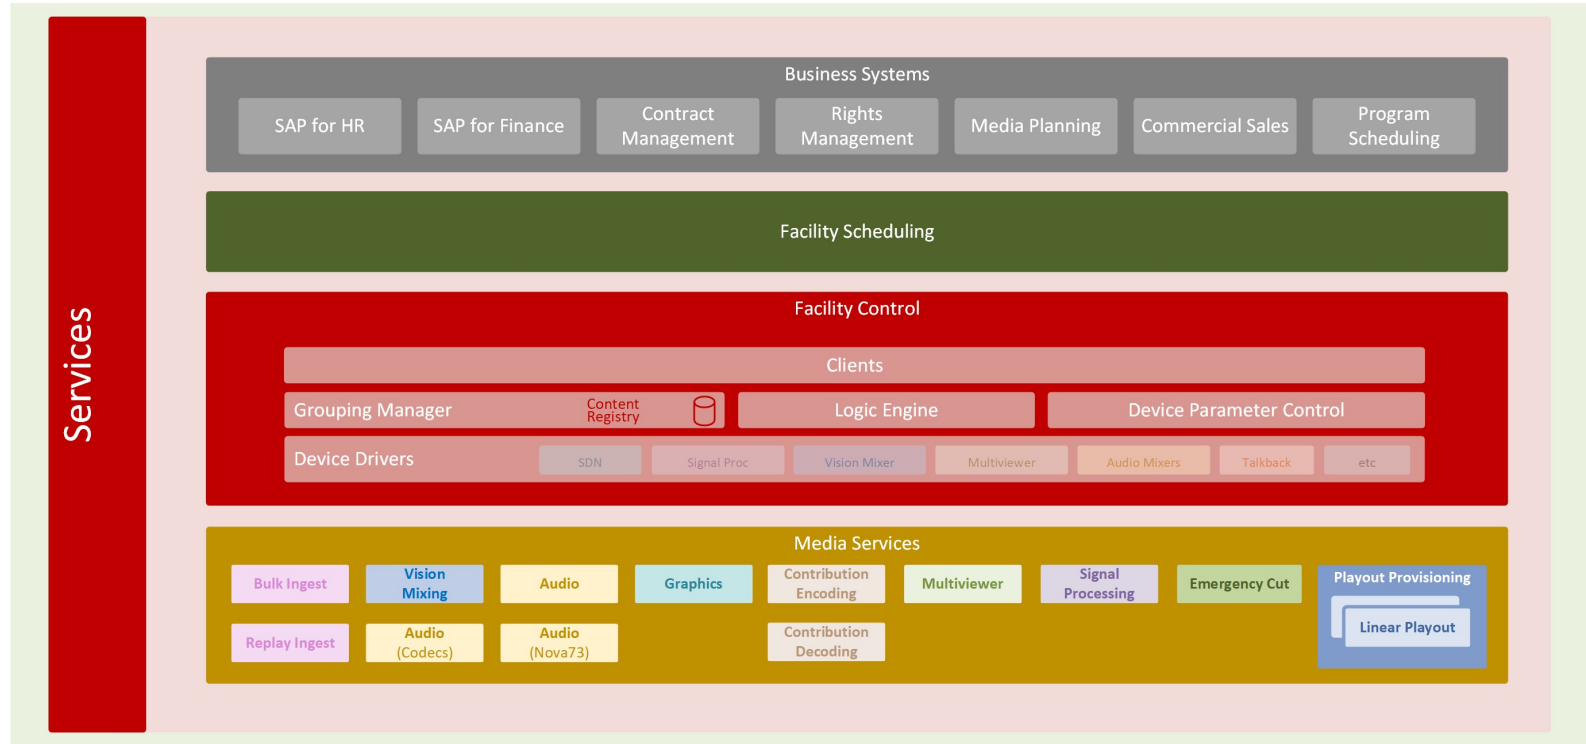 Services
Business Systems
SAP for HR
SAP for Finance
Contract
Management
Rights
Management
Media Planning
Commercial Sales
Program
Scheduling
Facility Scheduling
Facility Control
Clients
Grouping Manager
Content
Registry
Logic Engine
Device Parameter Control
Device Drivers
SDN
Signal Proc
Vision Mixer
Multiviewer
Audio Mixers
Talkback
etc
Media Services
Bulk Ingest
Vision
Mixing
Audio
Graphics
Contribution
Encoding
Multiviewer
Signal
Processing
Emergency Cut
Playout Provisioning
Linear Playout
Replay Ingest
Audio
(Codecs)
Audio
(Nova73)
Contribution
Decoding